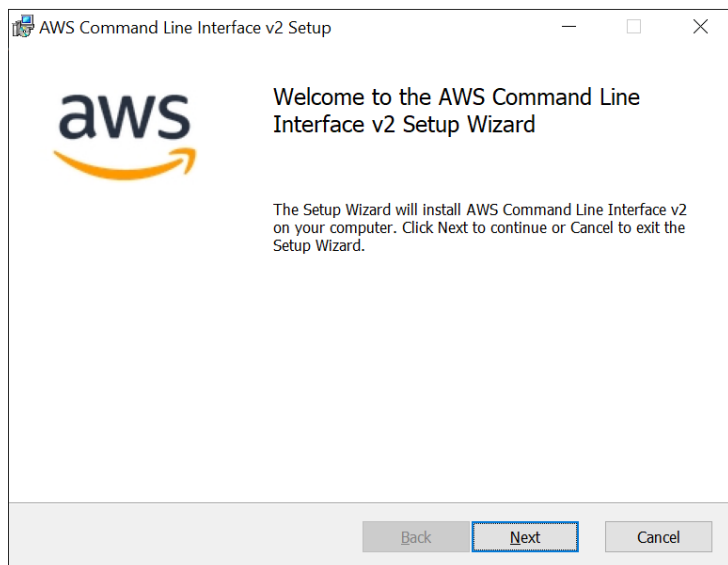 AWS Command Line Interface v2 Setup
aws
Welcome to the AWS Command Line
Interface v2 Setup Wizard
The Setup Wizard will install AWS Command Line Interface v2
on your computer. Click Next to continue or Cancel to exit the
Setup Wizard.
Back
Next
Cancel